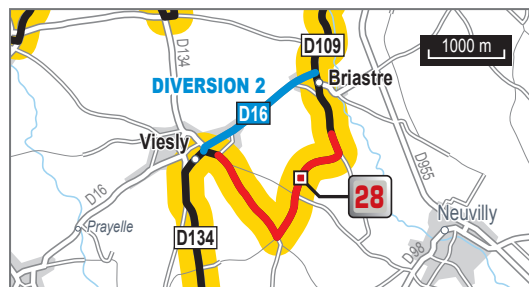 D134
D109
1000 m
DIVERSION 2
Briastre
D16
Viesly
D955
D16
28
Neuvilly
Prayelle
D134
D98